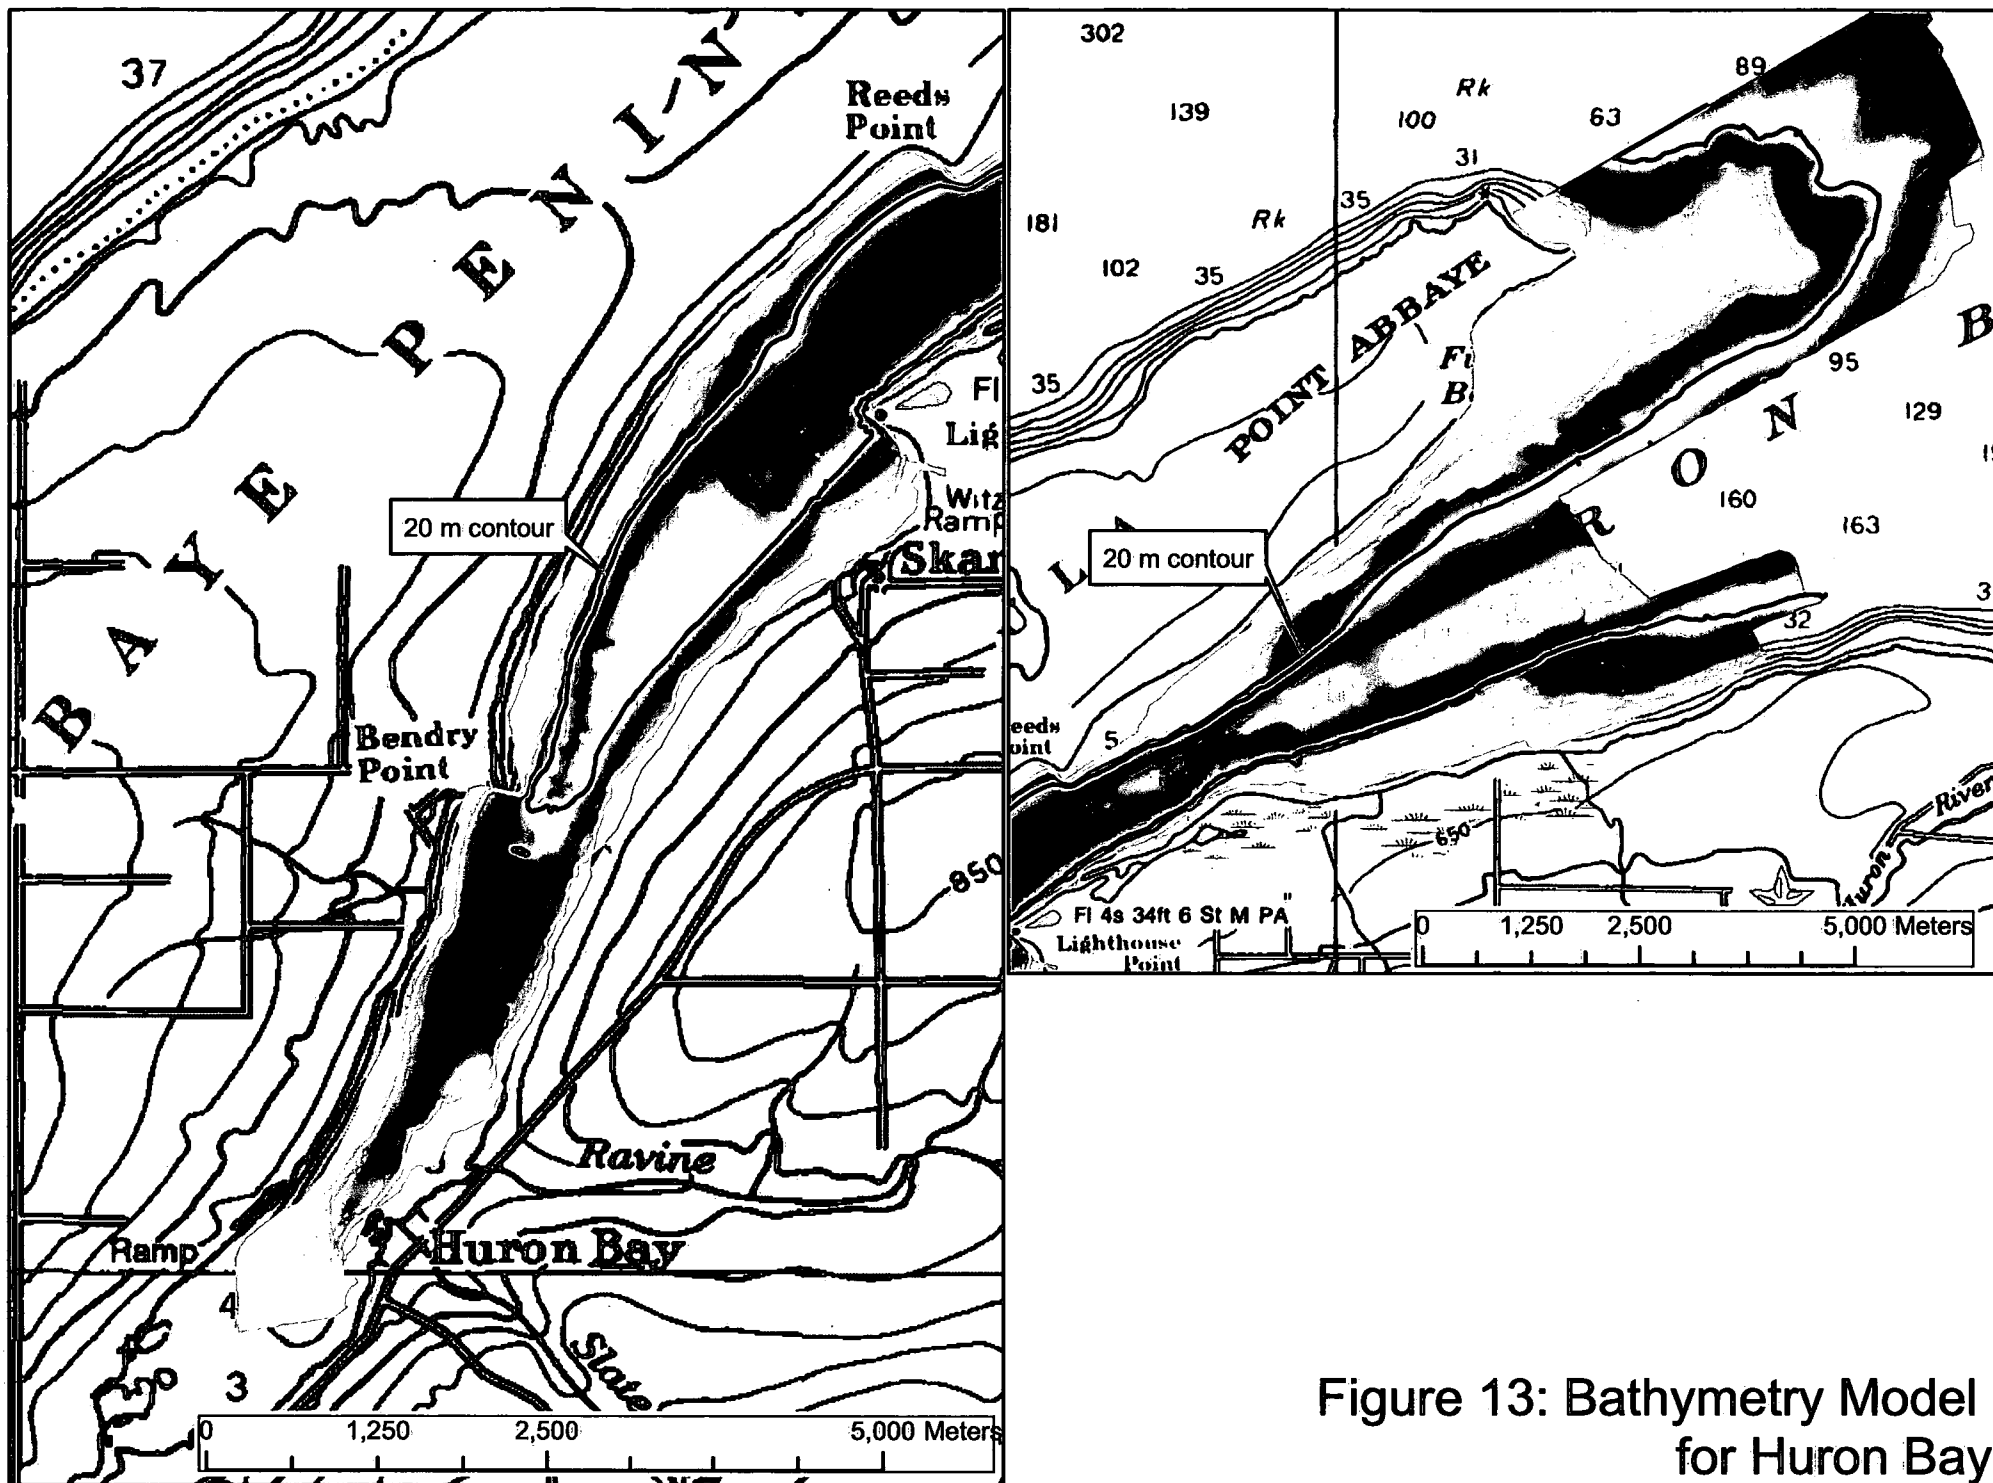 37
Reeds
Point
P E N I N
B A Y E
20 m contour
Fl
Lig
Ramp
Skan
Bendry
Point
850
Ravine
Ramp
Huron Bay
4
3
Slate
0 1,250 2,500 5,000 Meters
302
89
139
Rk
100
63
31
35
181
Rk
102
35
POINT ABBAYE
35
B
95
129
H U R O N
160
163
20 m contour
L A
32
3
eeds
oint
5
650
River
Huron
Fl 4s 34ft 6 St M PA"
Lighthouse
Point
0 1,250 2,500 5,000 Meters
Figure 13: Bathymetry Model
for Huron Bay